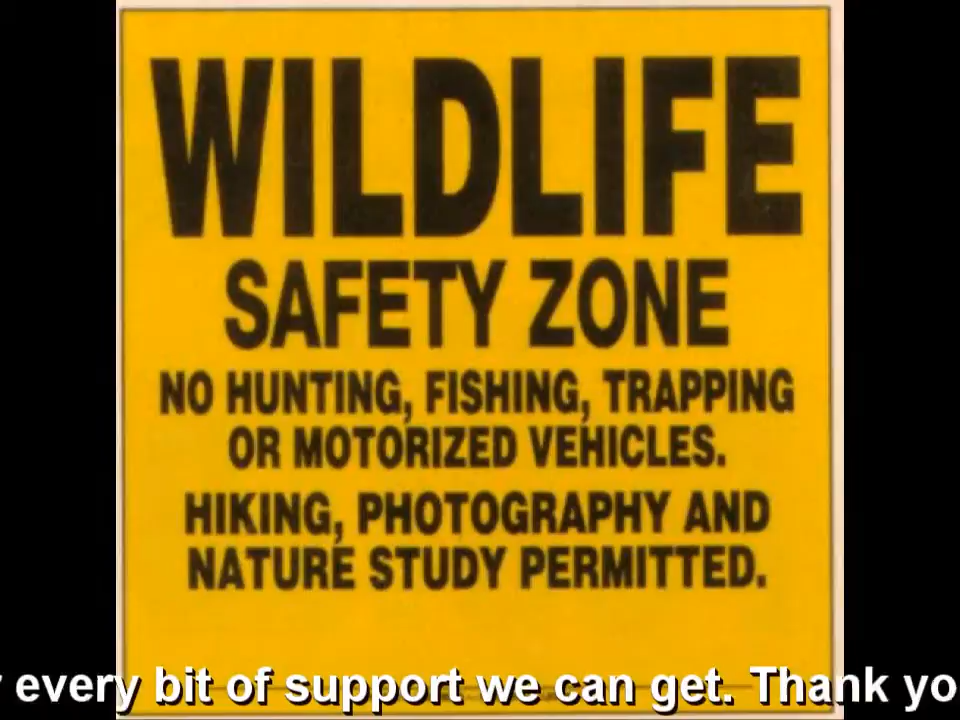 WILDLIFE
SAFETY ZONE
NO HUNTING, FISHING, TRAPPING
OR MOTORIZED VEHICLES.
HIKING, PHOTOGRAPHY AND
NATURE STUDY PERMITTED.
every bit of support we can get. Thank yo